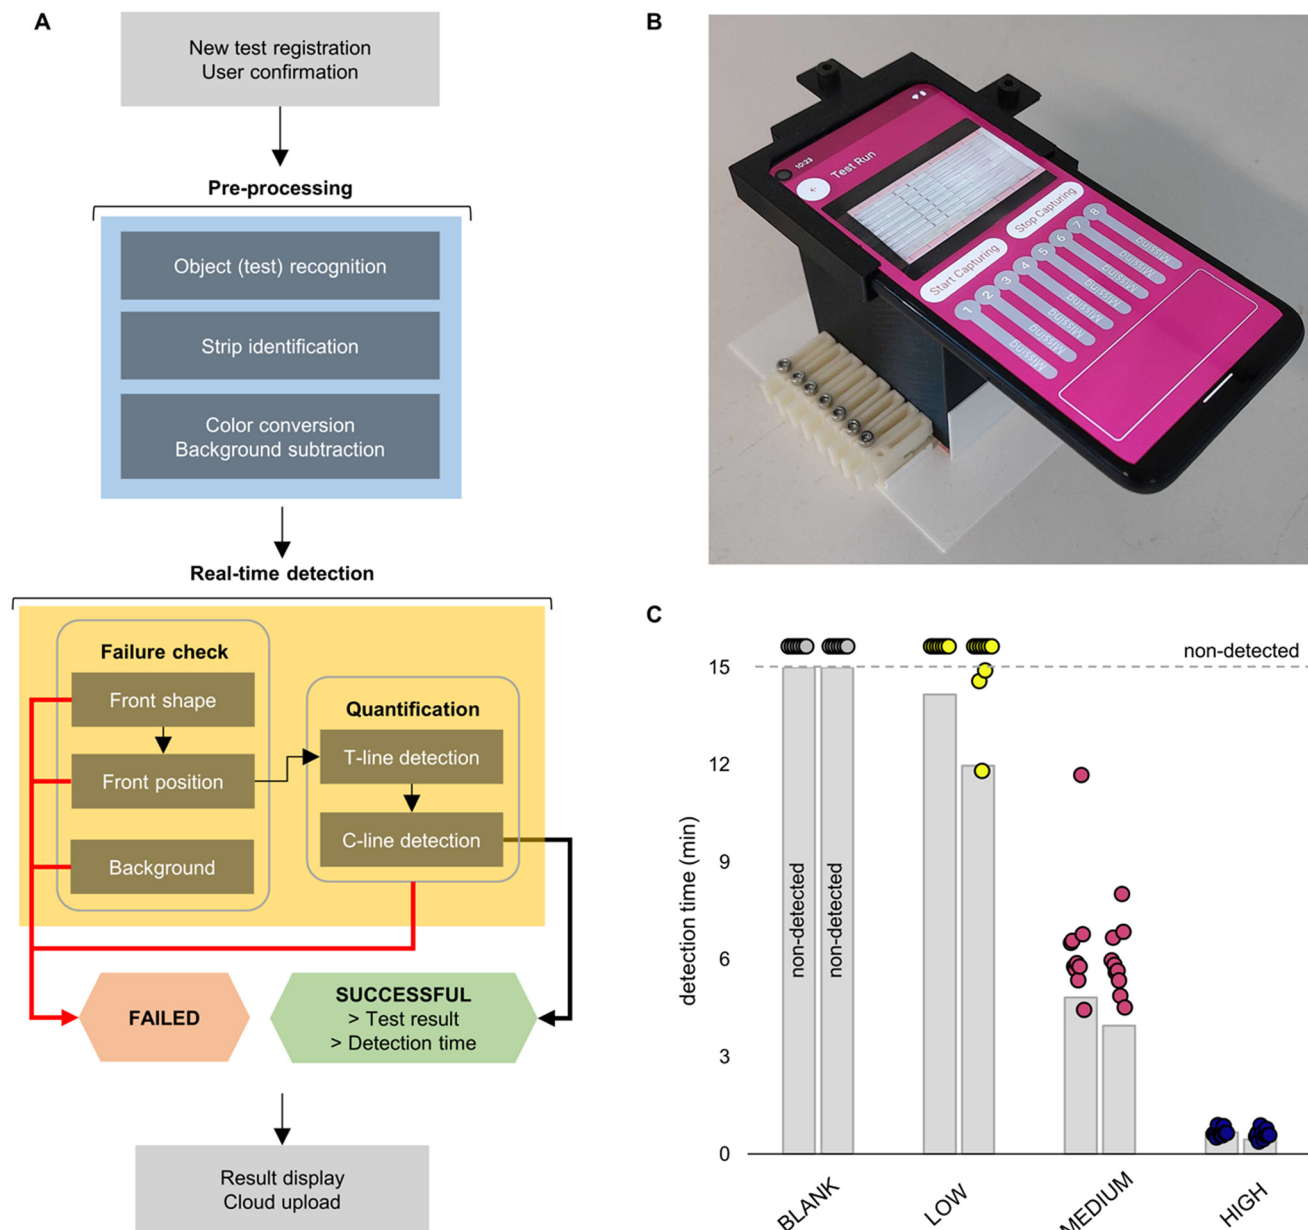 A
New test registration
User confirmation
Pre-processing
Object (test) recognition
Strip identification
Color conversion
Background subtraction
Real-time detection
Failure check
Front shape
Front position
Background
Quantification
T-line detection
C-line detection
FAILED
SUCCESSFUL
> Test result
> Detection time
Result display
Cloud upload
B
10:23
Test Run
Start Capturing
Stop Capturing
1
2
3
4
5
6
7
8
Missing
Missing
Missing
Missing
Missing
Missing
Missing
Missing
C
non-detected
15
12
9
6
3
0
detection time (min)
non-detected
non-detected
BLANK
LOW
MEDIUM
HIGH